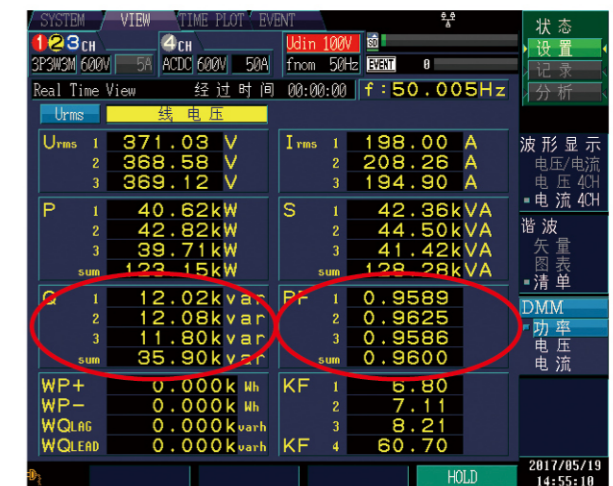 SYSTEM VIEW TIME PLOT EVENT
状态
123CH 4CH Udin 100V SD
设置
3P3W3M 600V 5A ACDC 600V 50A fnom 50Hz EVENT 0
记录
Real Time View 经过时间 00:00:00 f:50.005Hz
分析
Urms 线电压
Urms 1 371.03 V Irms 1 198.00 A
2 368.58 V 2 208.26 A
3 369.12 V 3 194.90 A
波形显示
电压/电流
电压 4CH
电流 4CH
P 1 40.62kW S 1 42.36kVA
2 42.82kW 2 44.50kVA
3 39.71kW 3 41.42kVA
sum 123.15kW sum 128.28kVA
谐波
矢量
图表
清单
Q 1 12.02kvar PF 1 0.9589
2 12.08kvar 2 0.9625
3 11.80kvar 3 0.9586
sum 35.90kvar sum 0.9600
DMM
功率
电压
电流
WP+ 0.000k Wh KF 1 6.80
WP- 0.000k Wh 2 7.11
WQLAG 0.000k varh 3 8.21
WQLEAD 0.000k varh KF 4 60.70
HOLD
2017/05/19
14:55:10